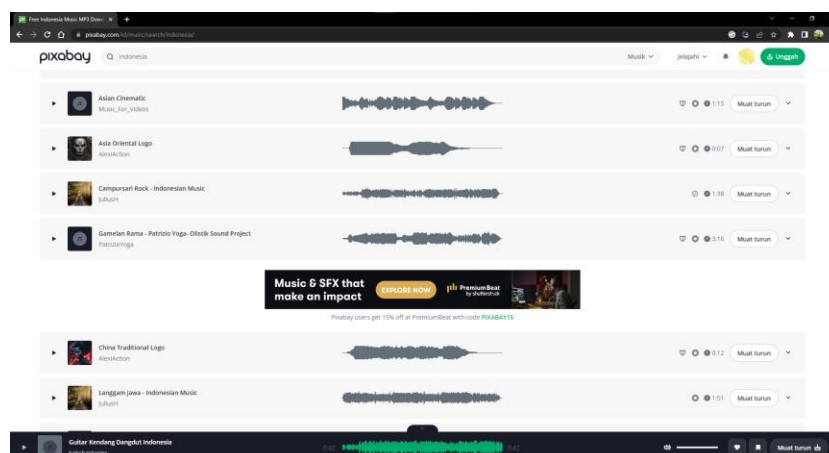 Free Indonesia Music MP3 Down
pixabay.com/id/music/search/indonesia/
pixabay
indonesia
Musik
Jelajahi
Unggah
Asian Cinematic
Music_For_Videos
1:15
Muat turun
Asia Oriental Logo
AlexiAction
0:07
Muat turun
Campursari Rock - Indonesian Music
JuliusH
1:38
Muat turun
Gamelan Rama - Patrizio Yoga- Olistik Sound Project
PatrizioYoga
3:16
Muat turun
Music & SFX that
make an impact
EXPLORE NOW
PremiumBeat
by shutterstock
Pixabay users get 15% off at PremiumBeat with code PIXABAY15
China Traditional Logo
AlexiAction
0:12
Muat turun
Langgam jawa - Indonesian Music
JuliusH
1:51
Muat turun
Guitar Kendang Dangdut Indonesia
0:42
0:42
Muat turun